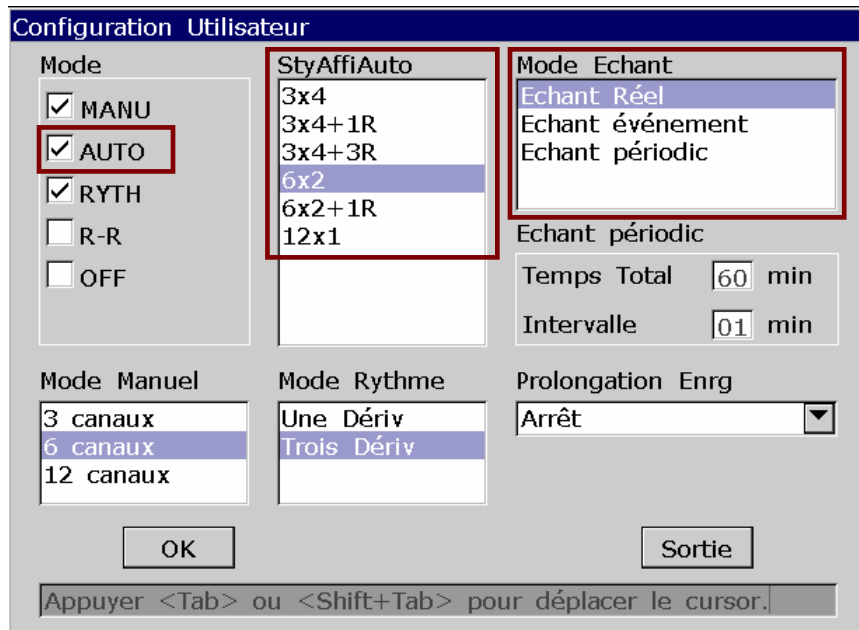 Configuration Utilisateur
Mode
MANU
AUTO
RYTH
R-R
OFF
StyAffiAuto
3x4
3x4+1R
3x4+3R
6x2
6x2+1R
12x1
Mode Echant
Echant Réel
Echant événement
Echant périodic
Echant périodic
Temps Total 60 min
Intervalle 01 min
Mode Manuel
3 canaux
6 canaux
12 canaux
Mode Rythme
Une Dériv
Trois Dériv
Prolongation Enrg
Arrêt
OK
Sortie
Appuyer <Tab> ou <Shift+Tab> pour déplacer le cursor.